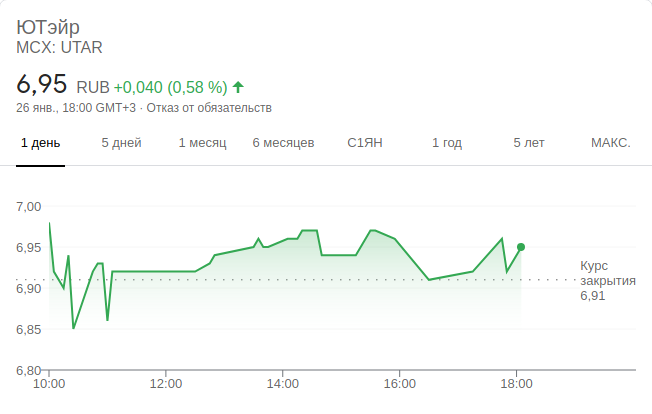 ЮТэйр
MCX: UTAR
6,95 RUB +0,040 (0,58 %)
26 янв., 18:00 GMT+3 · Отказ от обязательств
1 день 5 дней 1 месяц 6 месяцев С1ЯН 1 год 5 лет МАКС.
7,00
6,95
6,90
6,85
6,80
Курс
закрытия
6,91
10:00 12:00 14:00 16:00 18:00